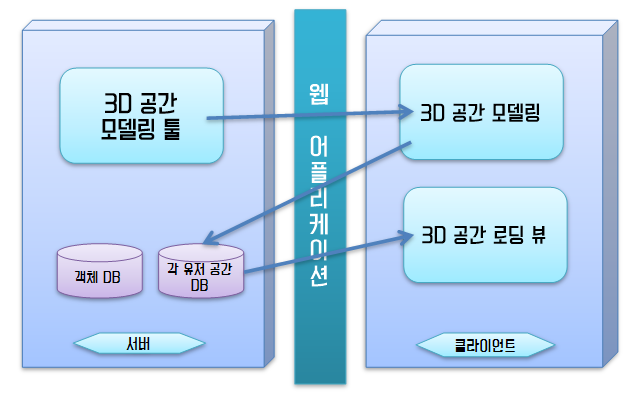 3D 공간
모델링 툴
객체 DB
각 유저 공간
DB
서버
웹 어플리케이션
3D 공간 모델링
3D 공간 로딩 뷰
클라이언트